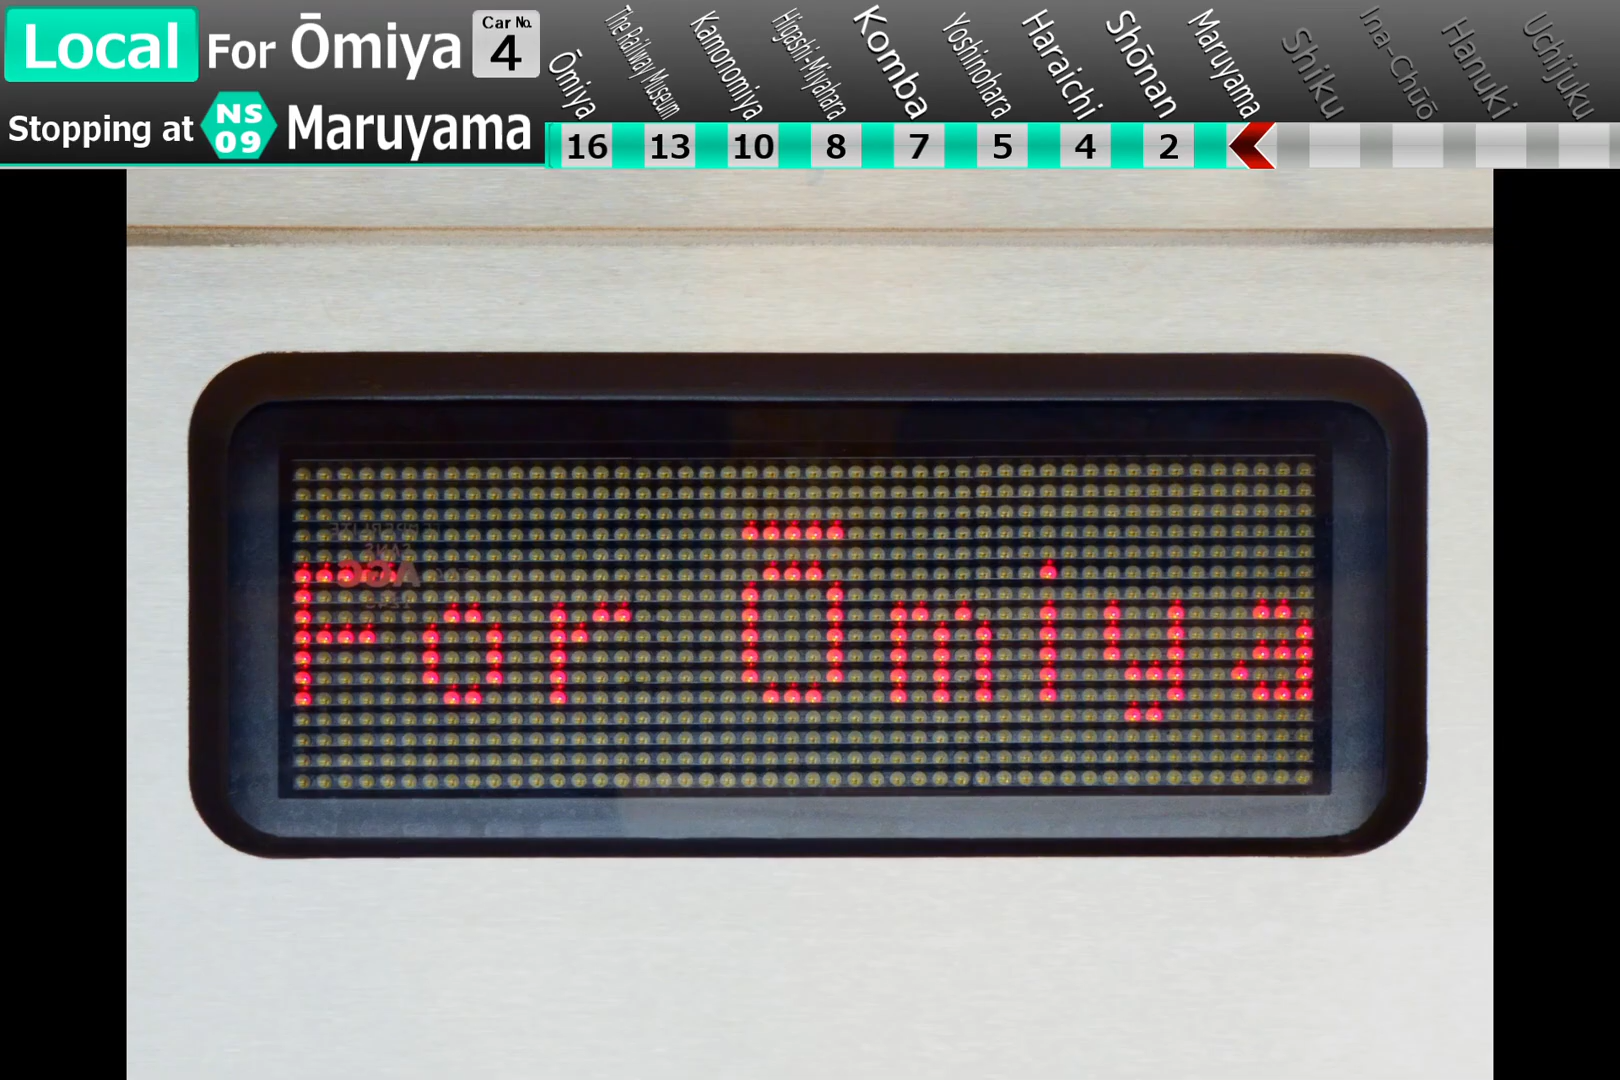 Local For Ōmiya Car No. 4
Stopping at NS 09 Maruyama
Ōmiya The Railway Museum Kamonomiya Higashi-Miyahara Komba Yoshinohara Haraichi Shōnan Maruyama Shiku Ina-Chūō Hanuki Uchijuku
16 13 10 8 7 5 4 2
For Ōmiya